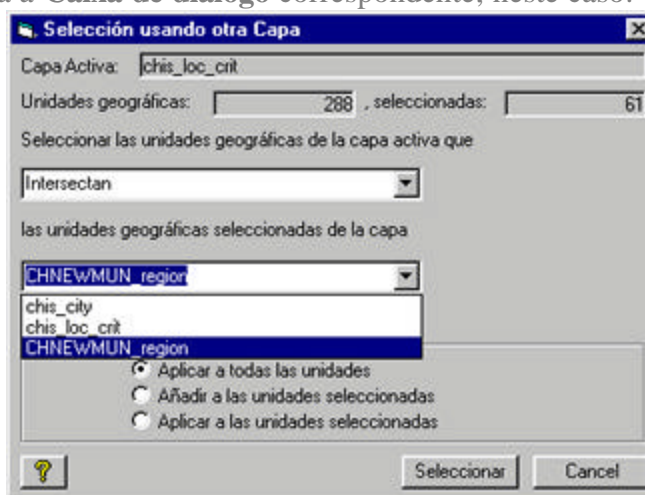 a a Caixa de diálogo correspondente, neste caso:
Selección usando otra Capa
Capa Activa: chis_loc_crit
Unidades geográficas: 288 , seleccionadas: 61
Seleccionar las unidades geográficas de la capa activa que
Intersectan
las unidades geográficas seleccionadas de la capa
CHNEWMUN_region
chis_city
chis_loc_crit
CHNEWMUN_region
Aplicar a todas las unidades
Añadir a las unidades seleccionadas
Aplicar a las unidades seleccionadas
? Seleccionar Cancel